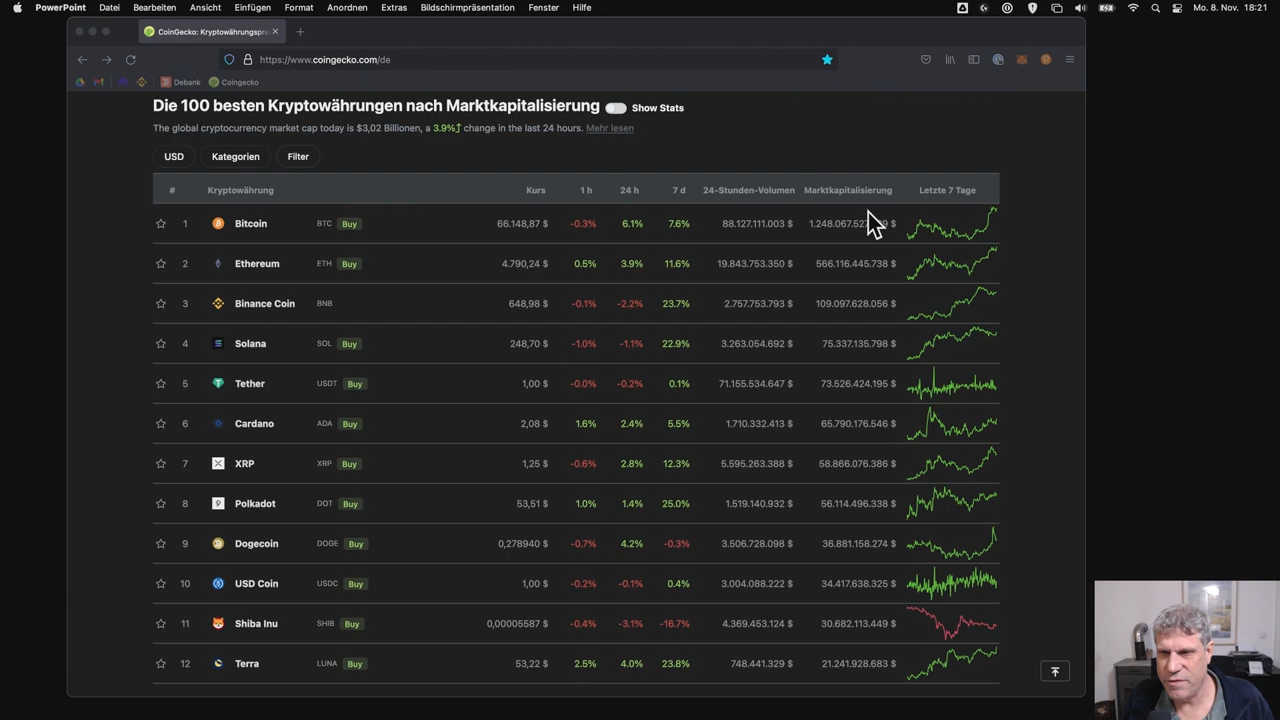 PowerPoint Datei Bearbeiten Ansicht Einfügen Format Anordnen Extras Bildschirmpräsentation Fenster Hilfe Mo. 8. Nov. 18:21
CoinGecko: Kryptowährungspre
https://www.coingecko.com/de
Debank Coingecko
Die 100 besten Kryptowährungen nach Marktkapitalisierung Show Stats
The global cryptocurrency market cap today is $3,02 Billionen, a 3.9% change in the last 24 hours. Mehr lesen
USD Kategorien Filter
# Kryptowährung Kurs 1 h 24 h 7 d 24-Stunden-Volumen Marktkapitalisierung Letzte 7 Tage
1 Bitcoin BTC Buy 66.148,87 $ -0.3% 6.1% 7.6% 88.127.111.003 $
2 Ethereum ETH Buy 4.790,24 $ 0.5% 3.9% 11.6% 19.843.753.350 $ 566.116.445.738 $
3 Binance Coin BNB 648,98 $ -0.1% -2.2% 23.7% 2.757.753.793 $ 109.097.628.056 $
4 Solana SOL Buy 248,70 $ -1.0% -1.1% 22.9% 3.263.054.692 $ 75.337.135.798 $
5 Tether USDT Buy 1,00 $ -0.0% -0.2% 0.1% 71.155.534.647 $ 73.526.424.195 $
6 Cardano ADA Buy 2,08 $ 1.6% 2.4% 5.5% 1.710.332.413 $ 65.790.176.546 $
7 XRP XRP Buy 1,25 $ -0.6% 2.8% 12.3% 5.595.263.388 $ 58.866.076.386 $
8 Polkadot DOT Buy 53,51 $ 1.0% 1.4% 25.0% 1.519.140.932 $ 56.114.496.338 $
9 Dogecoin DOGE Buy 0,278940 $ -0.7% 4.2% -0.3% 3.506.728.098 $ 36.881.158.274 $
10 USD Coin USDC Buy 1,00 $ -0.2% -0.1% 0.4% 3.004.088.222 $ 34.417.638.325 $
11 Shiba Inu SHIB Buy 0,00005587 $ -0.4% -3.1% -16.7% 4.369.453.124 $ 30.682.113.449 $
12 Terra LUNA Buy 53,22 $ 2.5% 4.0% 23.8% 748.441.329 $ 21.241.928.683 $